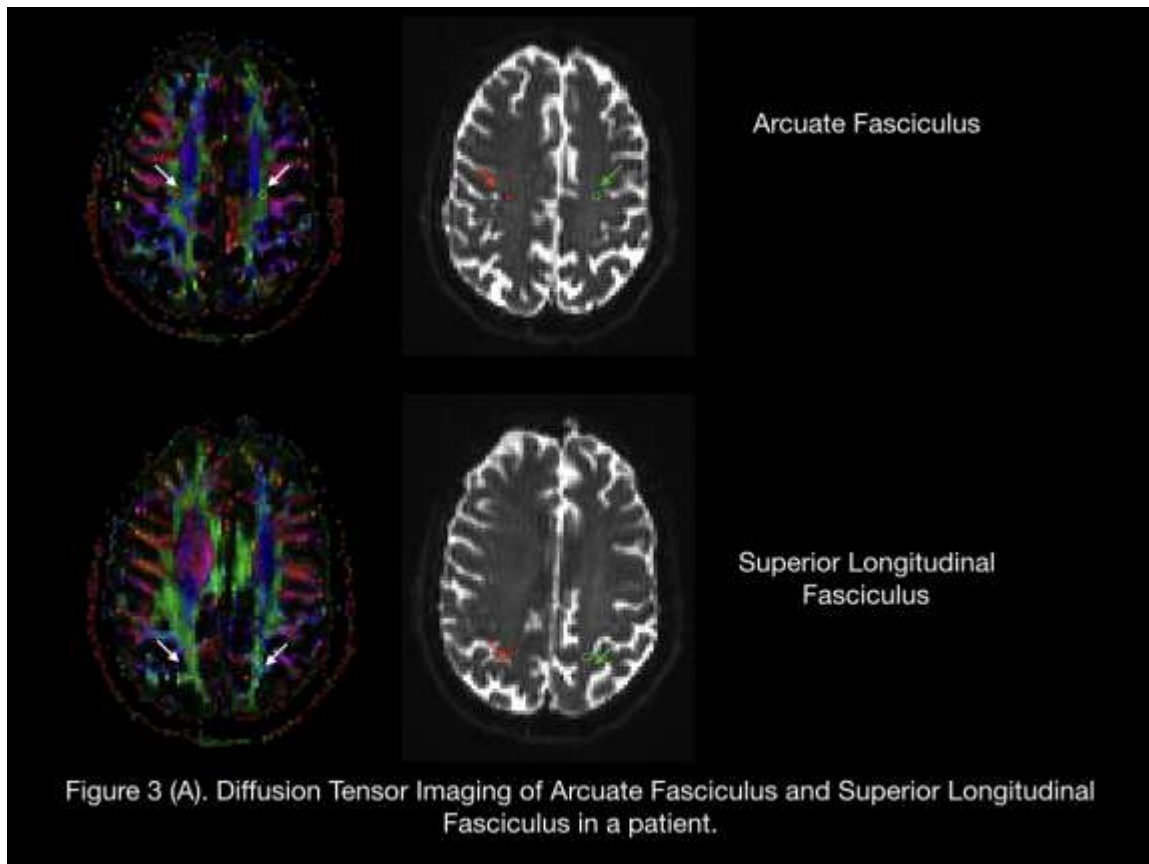 Arcuate Fasciculus
Superior Longitudinal
Fasciculus
Figure 3 (A). Diffusion Tensor Imaging of Arcuate Fasciculus and Superior Longitudinal
Fasciculus in a patient.